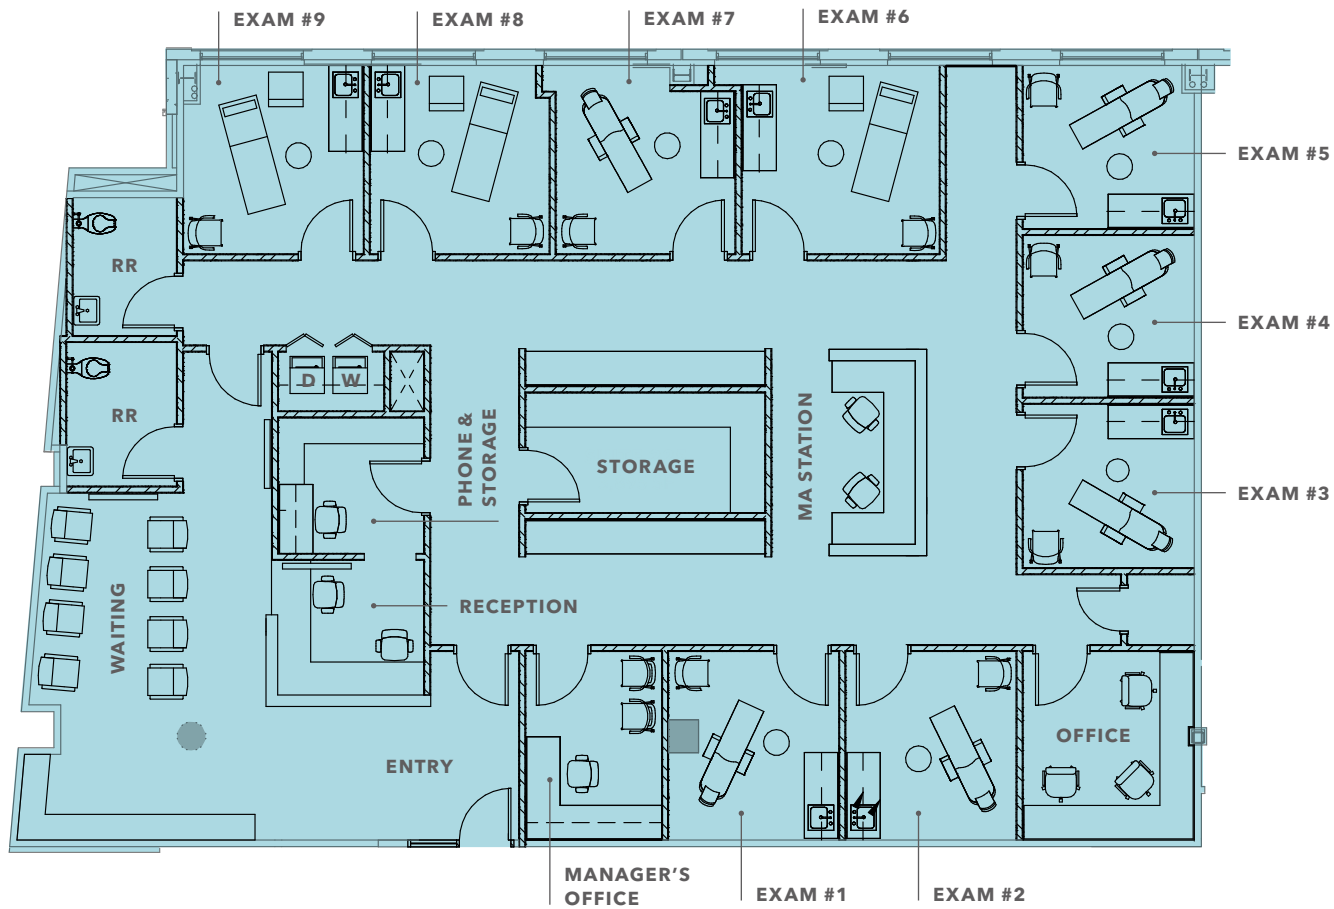 EXAM #9
EXAM #8
EXAM #7
EXAM #6
EXAM #5
RR
EXAM #4
D
W
RR
PHONE &
STORAGE
STORAGE
MA STATION
EXAM #3
WAITING
RECEPTION
OFFICE
ENTRY
MANAGER'S
OFFICE
EXAM #1
EXAM #2